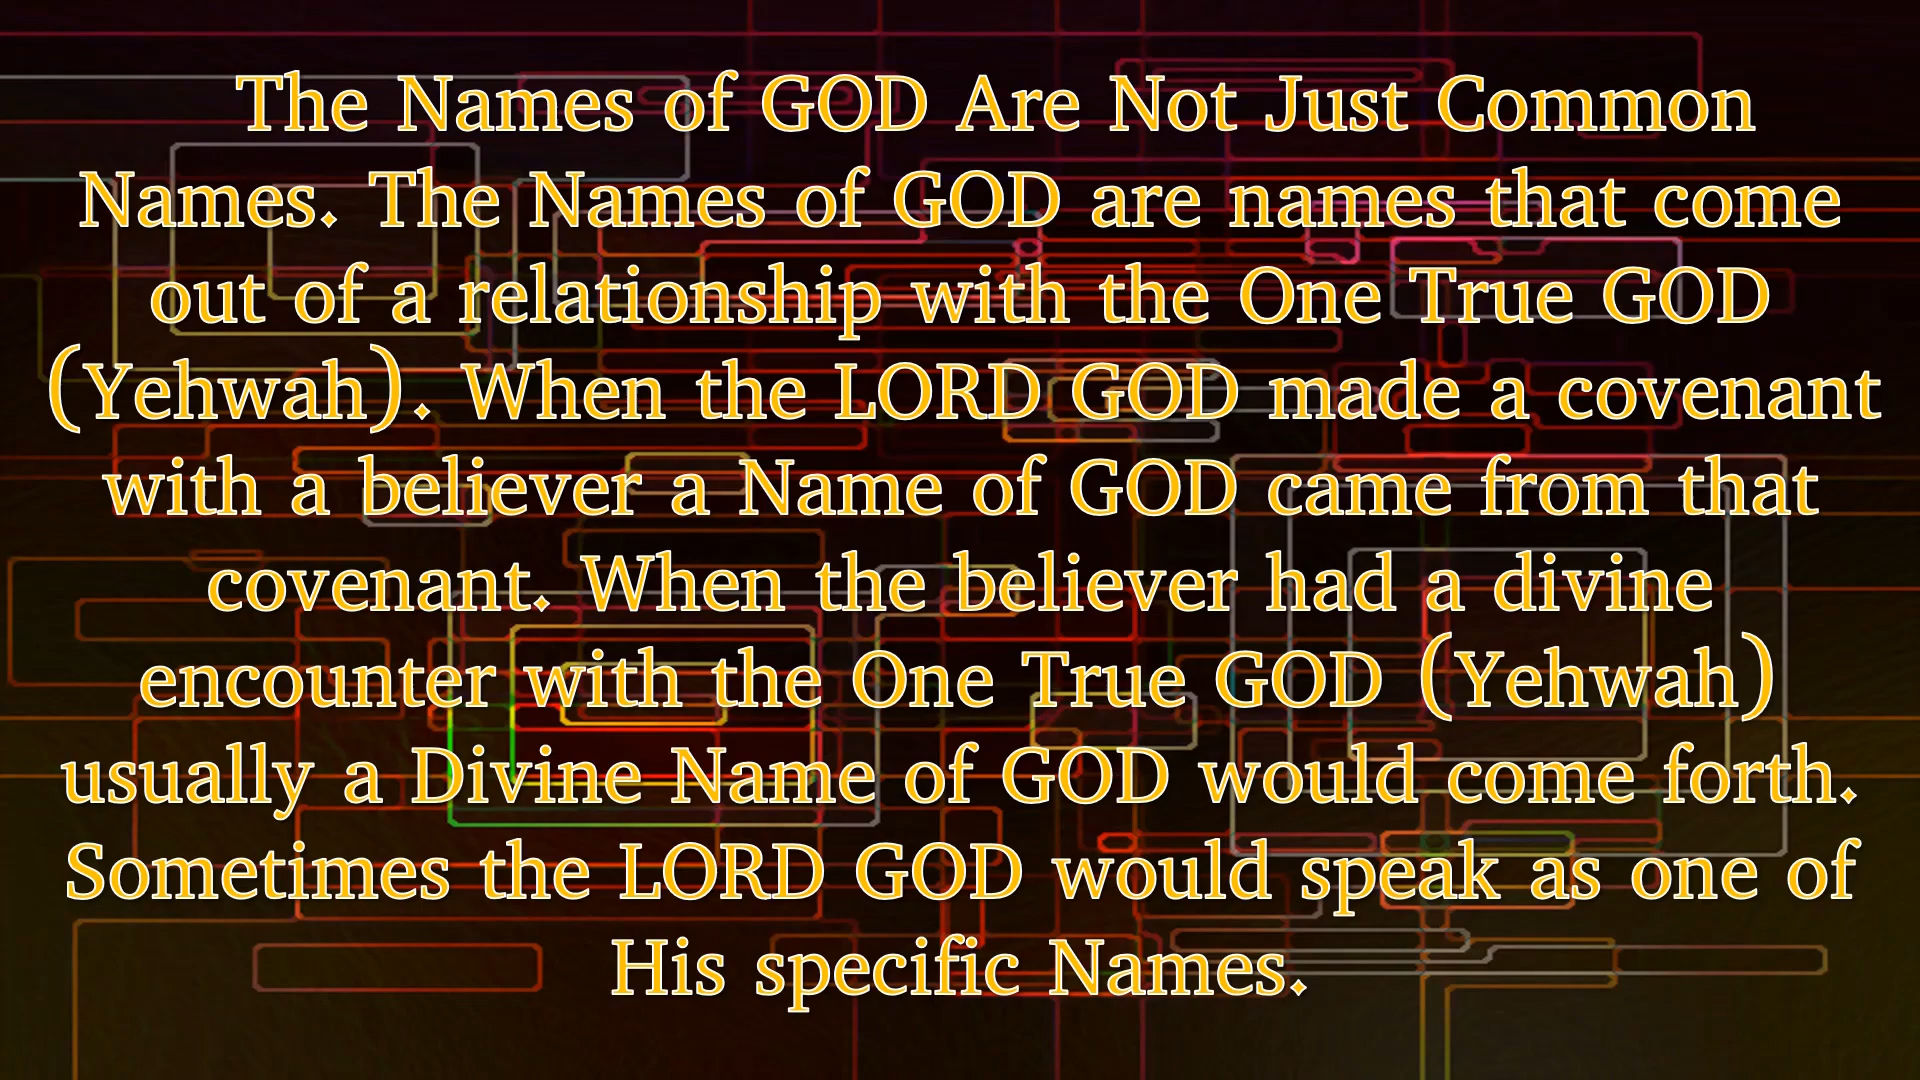 The Names of GOD Are Not Just Common
Names. The Names of GOD are names that come
out of a relationship with the One True GOD
(Yehwah). When the LORD GOD made a covenant
with a believer a Name of GOD came from that
covenant. When the believer had a divine
encounter with the One True GOD (Yehwah)
usually a Divine Name of GOD would come forth.
Sometimes the LORD GOD would speak as one of
His specific Names.